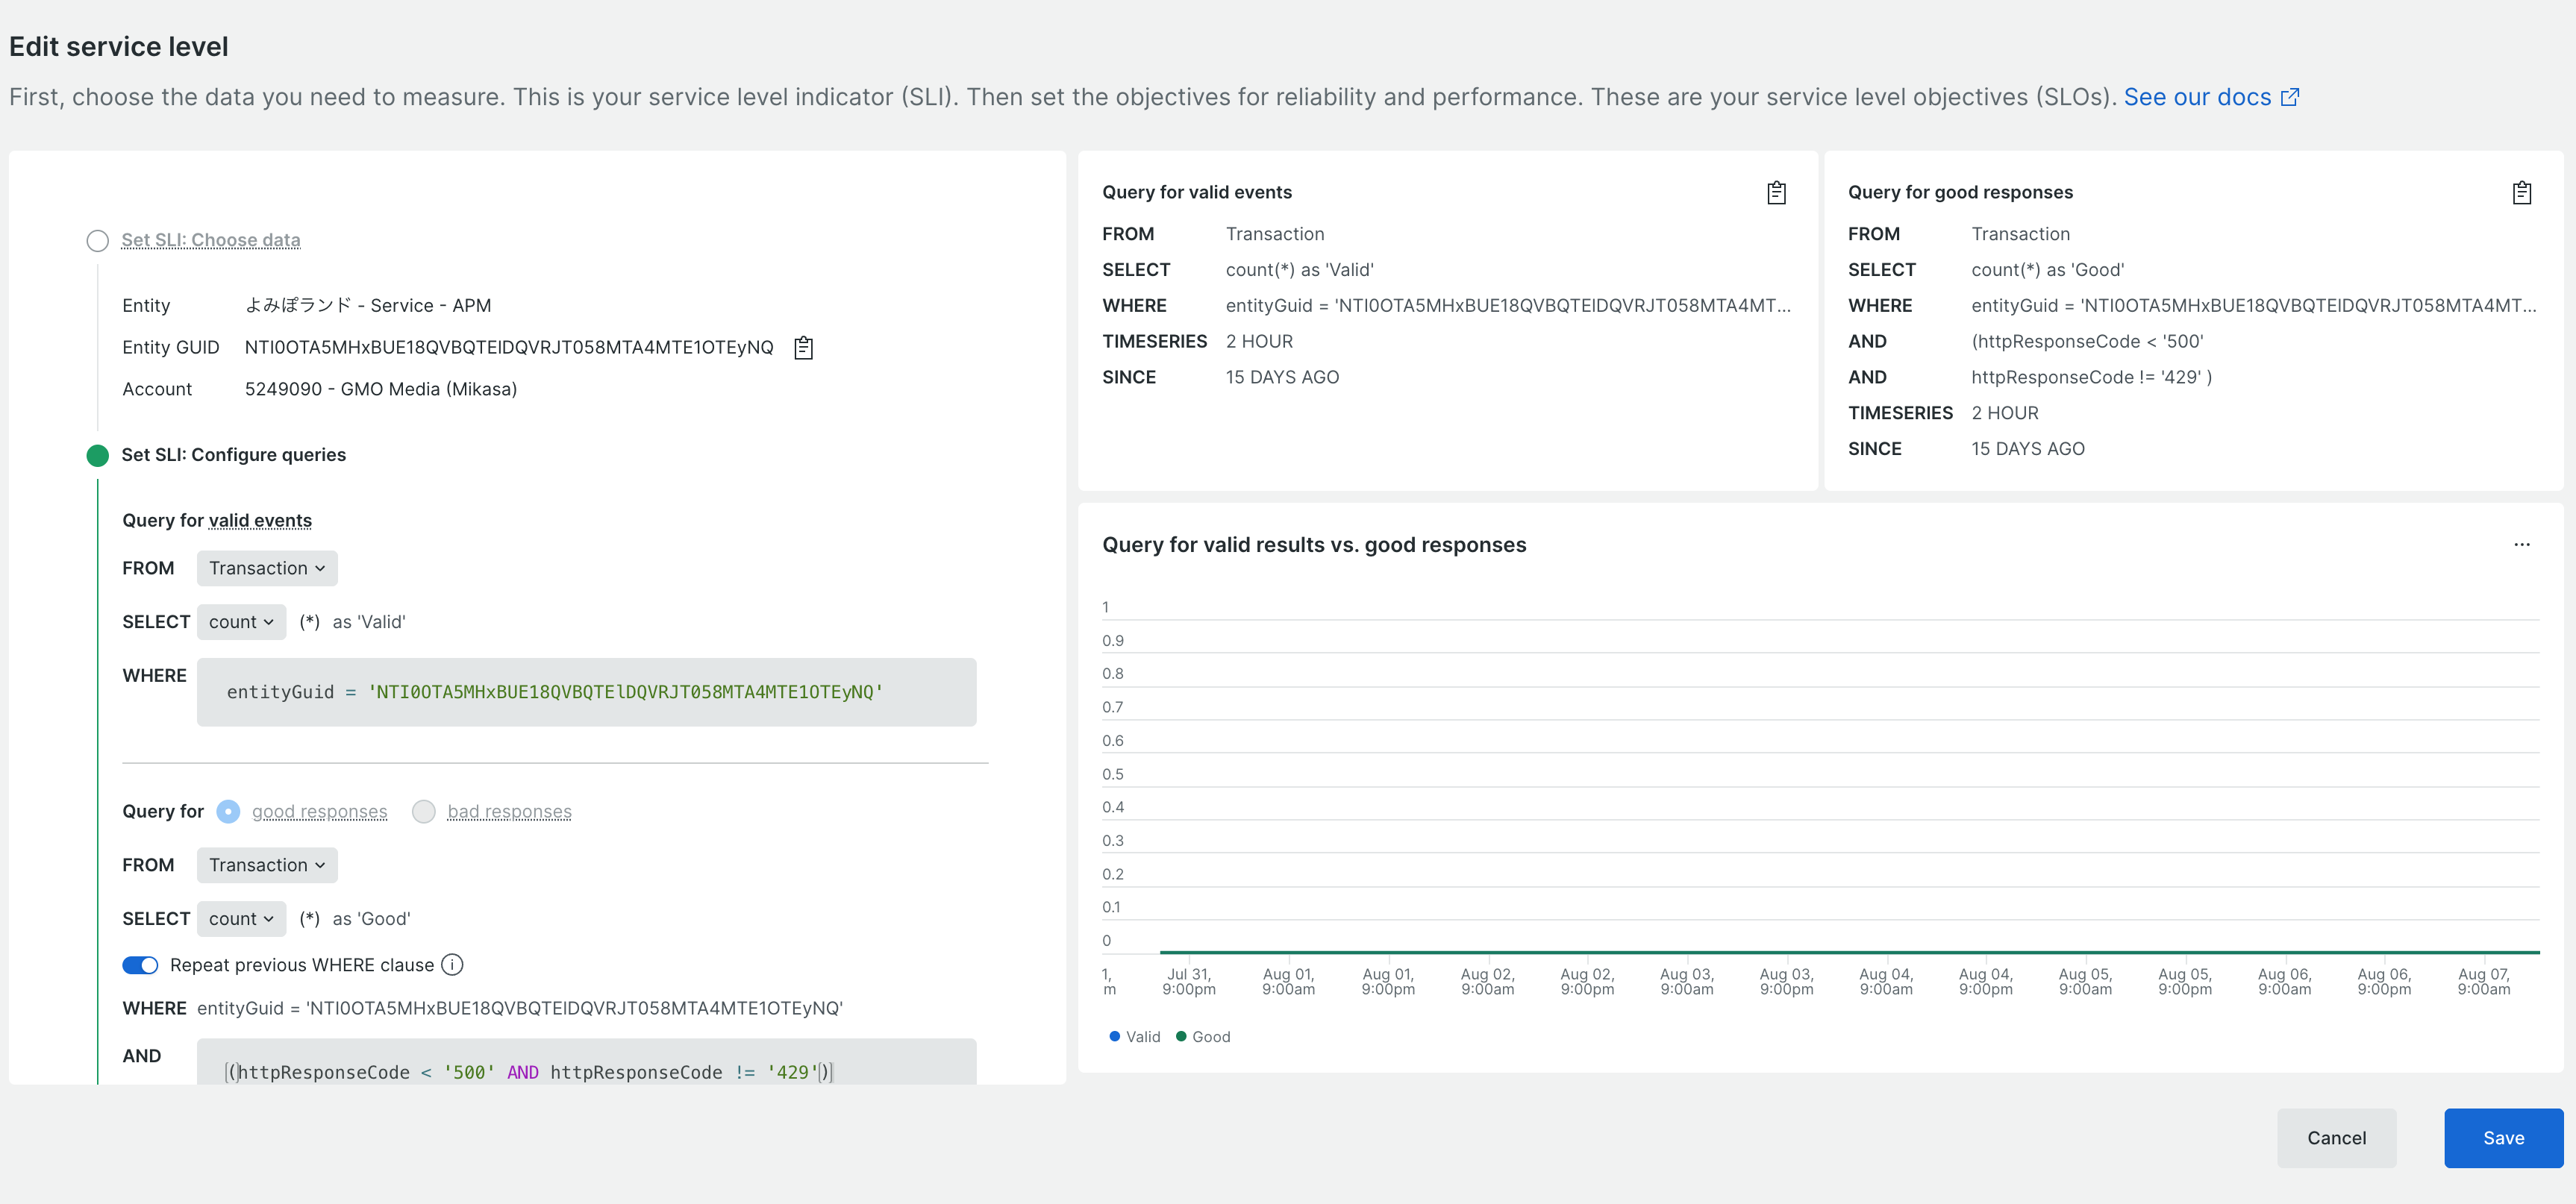 Edit service level
First, choose the data you need to measure. This is your service level indicator (SLI). Then set the objectives for reliability and performance. These are your service level objectives (SLOs). See our docs
Set SLI: Choose data
Entity よみぽランド - Service - APM
Entity GUID NTI0OTA5MHxBUE18QVBQTElDQVRJT058MTA4MTE1OTEyNQ
Account 5249090 - GMO Media (Mikasa)
Set SLI: Configure queries
Query for valid events
FROM Transaction
SELECT count (*) as 'Valid'
WHERE entityGuid = 'NTI0OTA5MHxBUE18QVBQTElDQVRJT058MTA4MTE1OTEyNQ'
Query for good responses bad responses
FROM Transaction
SELECT count (*) as 'Good'
Repeat previous WHERE clause
WHERE entityGuid = 'NTI0OTA5MHxBUE18QVBQTElDQVRJT058MTA4MTE1OTEyNQ'
AND (httpResponseCode < '500' AND httpResponseCode != '429')
Query for valid events
FROM Transaction
SELECT count(*) as 'Valid'
WHERE entityGuid = 'NTI0OTA5MHxBUE18QVBQTElDQVRJT058MTA4MT...
TIMESERIES 2 HOUR
SINCE 15 DAYS AGO
Query for good responses
FROM Transaction
SELECT count(*) as 'Good'
WHERE entityGuid = 'NTI0OTA5MHxBUE18QVBQTElDQVRJT058MTA4MT...
AND (httpResponseCode < '500'
AND httpResponseCode != '429' )
TIMESERIES 2 HOUR
SINCE 15 DAYS AGO
Query for valid results vs. good responses
...
1
0.9
0.8
0.7
0.6
0.5
0.4
0.3
0.2
0.1
0
1, Jul 31, Aug 01, Aug 01, Aug 02, Aug 02, Aug 03, Aug 03, Aug 04, Aug 04, Aug 05, Aug 05, Aug 06, Aug 06, Aug 07,
m 9:00pm 9:00am 9:00pm 9:00am 9:00pm 9:00am 9:00pm 9:00am 9:00pm 9:00am 9:00pm 9:00am 9:00pm 9:00am
Valid Good
Cancel Save